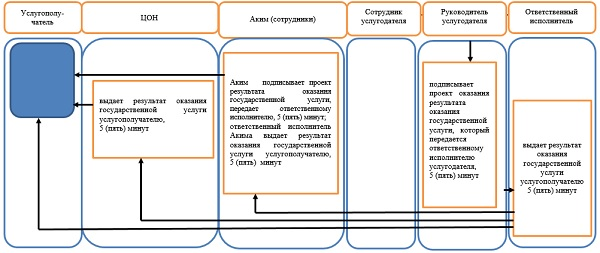 Услугополу-
чатель
ЦОН
Аким (сотрудники)
Сотрудник
услугодателя
Руководитель
услугодателя
Ответственный
исполнитель
выдает результат оказания
государственной услуги
услугополучателю,
5 (пять) минут
Аким подписывает проект
результата оказания
государственной услуги,
передает ответственному
исполнителю, 5 (пять) минут;
ответственный исполнитель
Акима выдает результат
оказания государственной
услуги услугополучателю,
5 (пять) минут
подписывает
проект оказания
результата
оказания
государственной
услуги, который
передается
ответственному
исполнителю
услугодателя,
5 (пять) минут
выдает результат
оказания
государственной
услуги
услугополучателю
5 (пять) минут